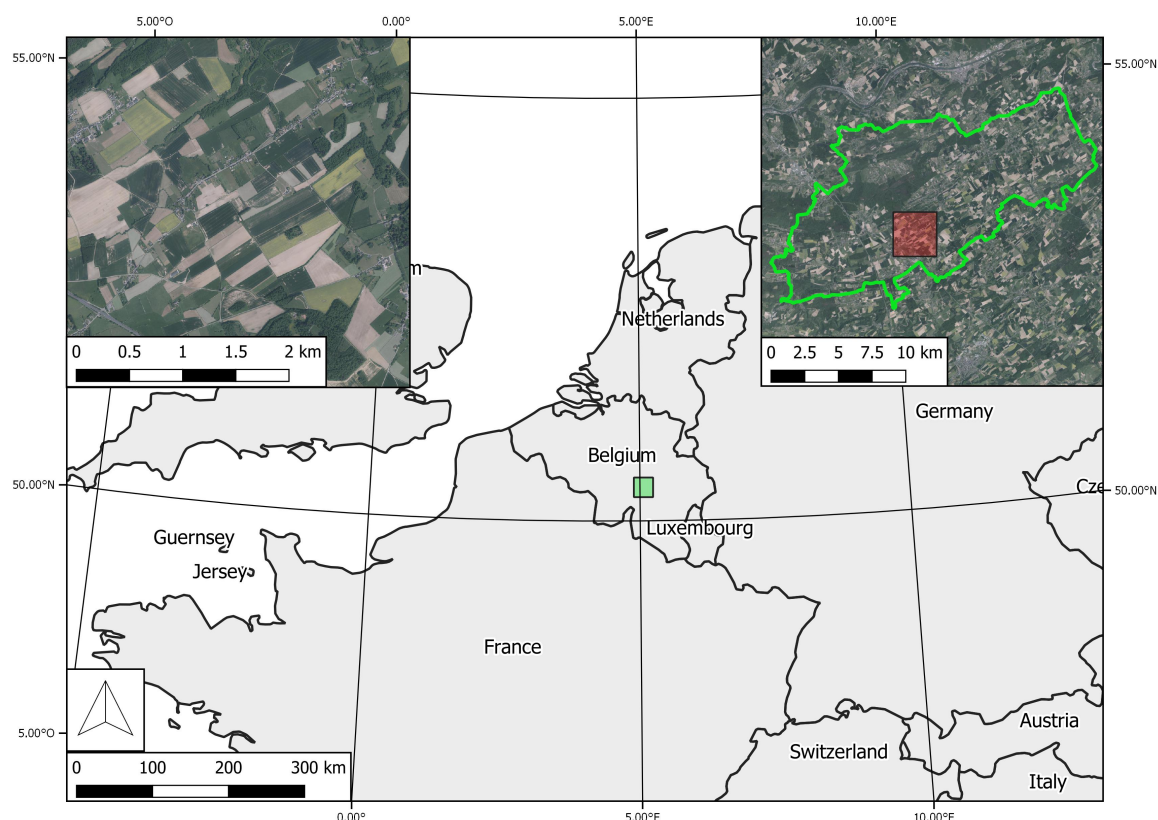 5.00°O 0.00° 5.00°E 10.00°E
55.00°N
55.00°N
m
Netherlands
0 0.5 1 1.5 2 km
0 2.5 5 7.5 10 km
Germany
Belgium
50.00°N
Cze
50.00°N
Luxembourg
Guernsey
Jersey
France
Austria
5.00°O
Switzerland
0 100 200 300 km
Italy
0.00° 5.00°E 10.00°E